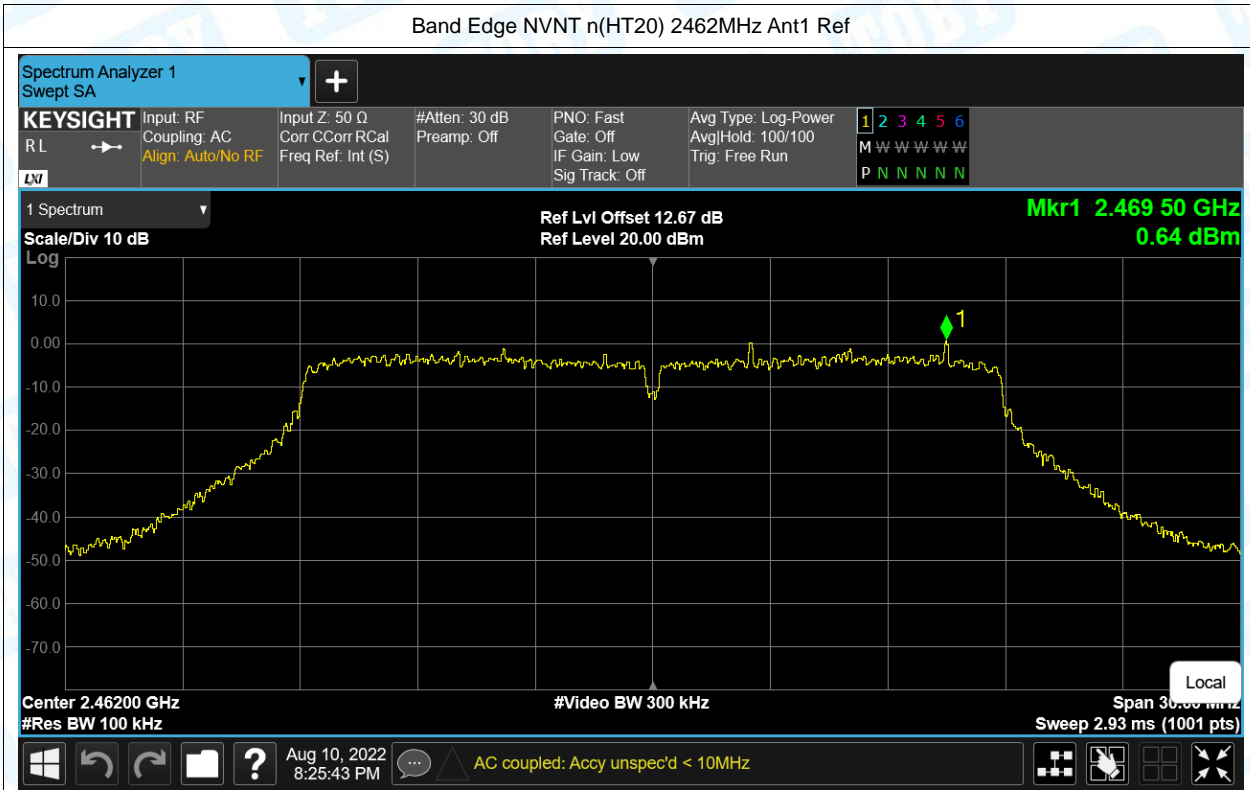 Band Edge NVNT n(HT20) 2462MHz Ant1 Ref
Spectrum Analyzer 1
Swept SA
KEYSIGHT
RL
LXI
Input: RF
Coupling: AC
Align: Auto/No RF
Input Z: 50 Ω
Corr CCorr RCal
Freq Ref: Int (S)
#Atten: 30 dB
Preamp: Off
PNO: Fast
Gate: Off
IF Gain: Low
Sig Track: Off
Avg Type: Log-Power
Avg|Hold: 100/100
Trig: Free Run
1 2 3 4 5 6
M W W W W W
P N N N N N
1 Spectrum
Scale/Div 10 dB
Log
Ref Lvl Offset 12.67 dB
Ref Level 20.00 dBm
Mkr1 2.469 50 GHz
0.64 dBm
1
10.0
0.00
-10.0
-20.0
-30.0
-40.0
-50.0
-60.0
-70.0
Local
Center 2.46200 GHz
#Video BW 300 kHz
Span 30.00 MHz
#Res BW 100 kHz
Sweep 2.93 ms (1001 pts)
?
Aug 10, 2022
8:25:43 PM
AC coupled: Accy unspec'd < 10MHz